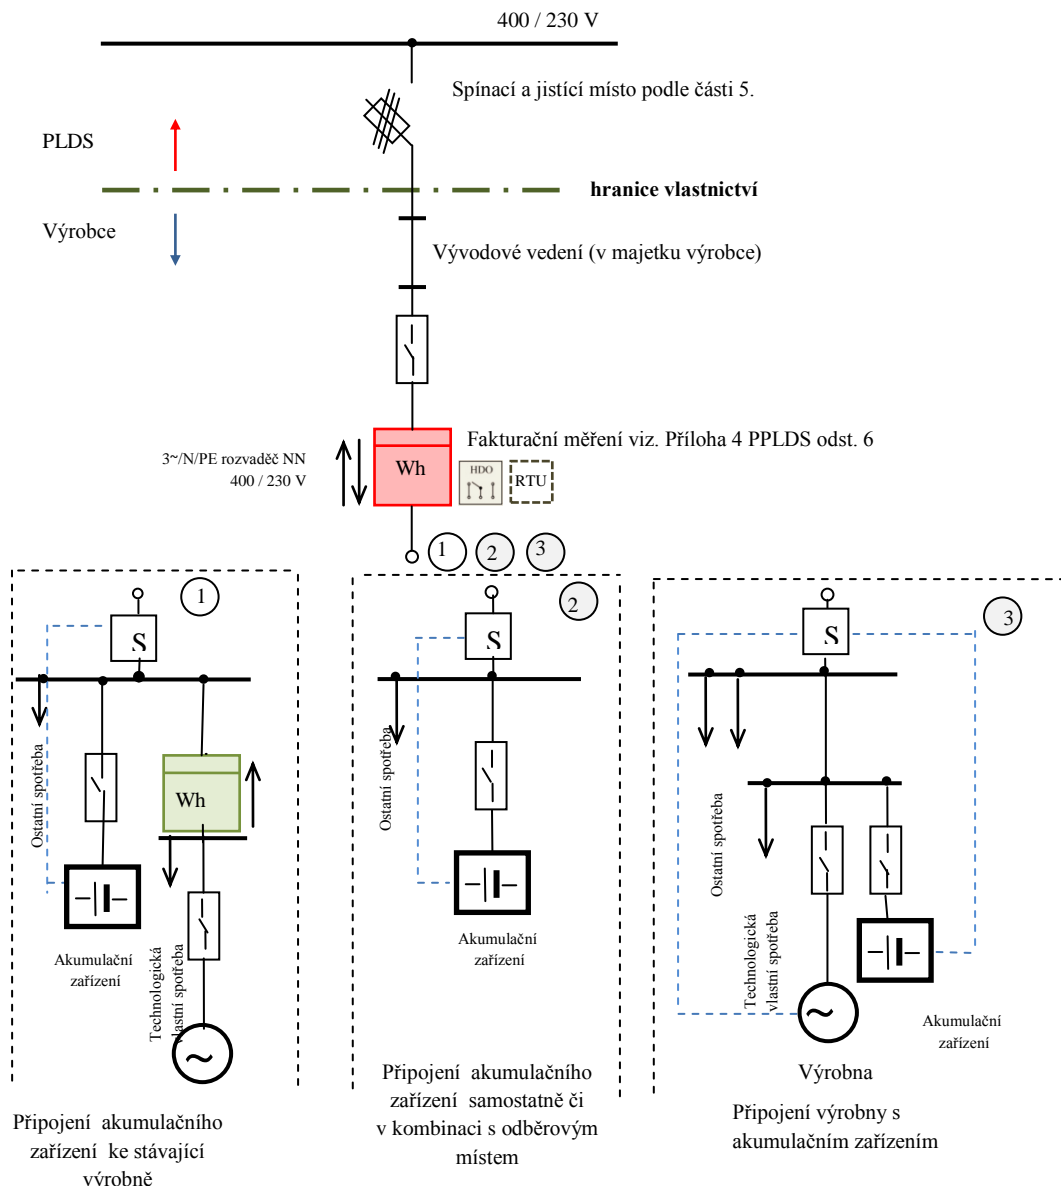 400 / 230 V
Spínací a jistící místo podle části 5.
PLDS
hranice vlastnictví
Výrobce
Vývodové vedení (v majetku výrobce)
Fakturační měření viz. Příloha 4 PPLDS odst. 6
3~/N/PE rozvaděč NN
400 / 230 V
Wh
HDO
RTU
1
2
3
1
S
Ostatní spotřeba
Wh
Akumulační
zařízení
Technologická
vlastní spotřeba
~
Připojení akumulačního
zařízení ke stávající
výrobně
2
S
Ostatní spotřeba
Akumulační
zařízení
Připojení akumulačního
zařízení samostatně či
v kombinaci s odběrovým
místem
3
S
Ostatní spotřeba
Technologická
vlastní spotřeba
~
Akumulační
zařízení
Výrobna
Připojení výrobny s
akumulačním zařízením